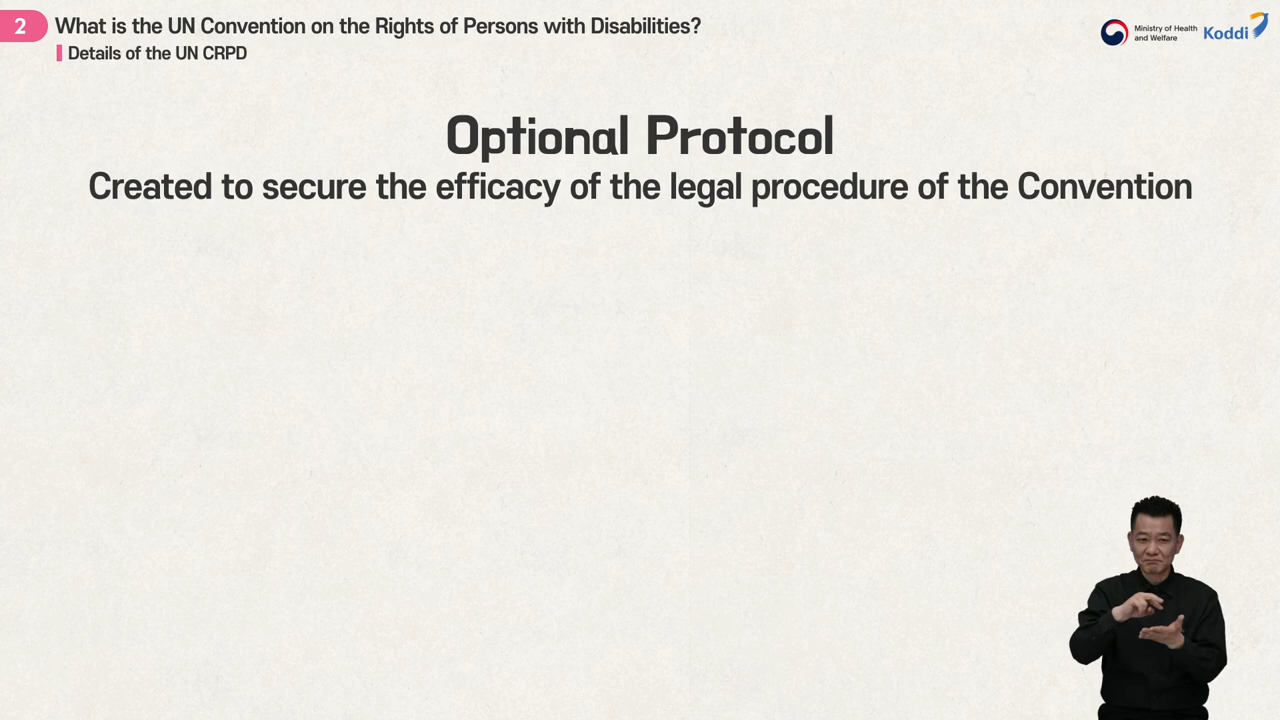 2
What is the UN Convention on the Rights of Persons with Disabilities?
Details of the UN CRPD
Ministry of Health
and Welfare
Koddi
Optional Protocol
Created to secure the efficacy of the legal procedure of the Convention